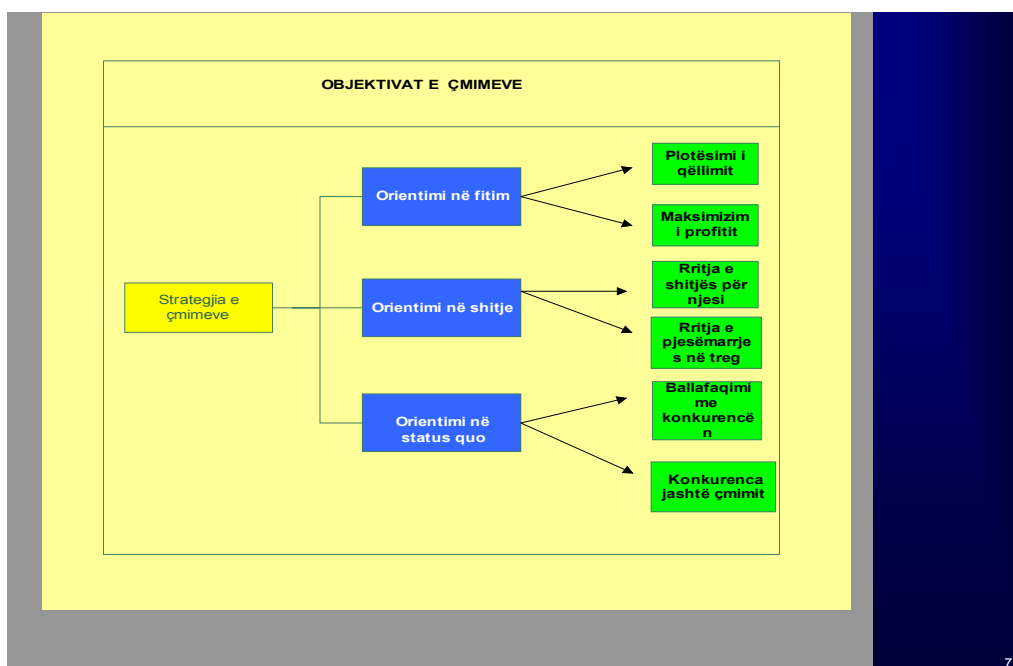 OBJEKTIVAT E ÇMIMEVE
Strategjia e
çmimeve
Orientimi në fitim
Orientimi në shitje
Orientimi në
status quo
Plotësimi i
qëllimit
Maksimizim
i profitit
Rritja e
shitjës për
njesi
Rritja e
pjesëmarrje
s në treg
Ballafaqimi
me
konkurencë
n
Konkurenca
jashtë çmimit
7